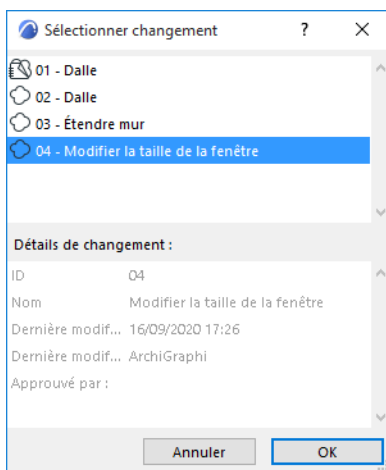 Sélectionner changement ? ×
01 - Dalle
02 - Dalle
03 - Étendre mur
04 - Modifier la taille de la fenêtre
Détails de changement :
ID 04
Nom Modifier la taille de la fenêtre
Dernière modif... 16/09/2020 17:26
Dernière modif... ArchiGraphi
Approuvé par :
Annuler OK